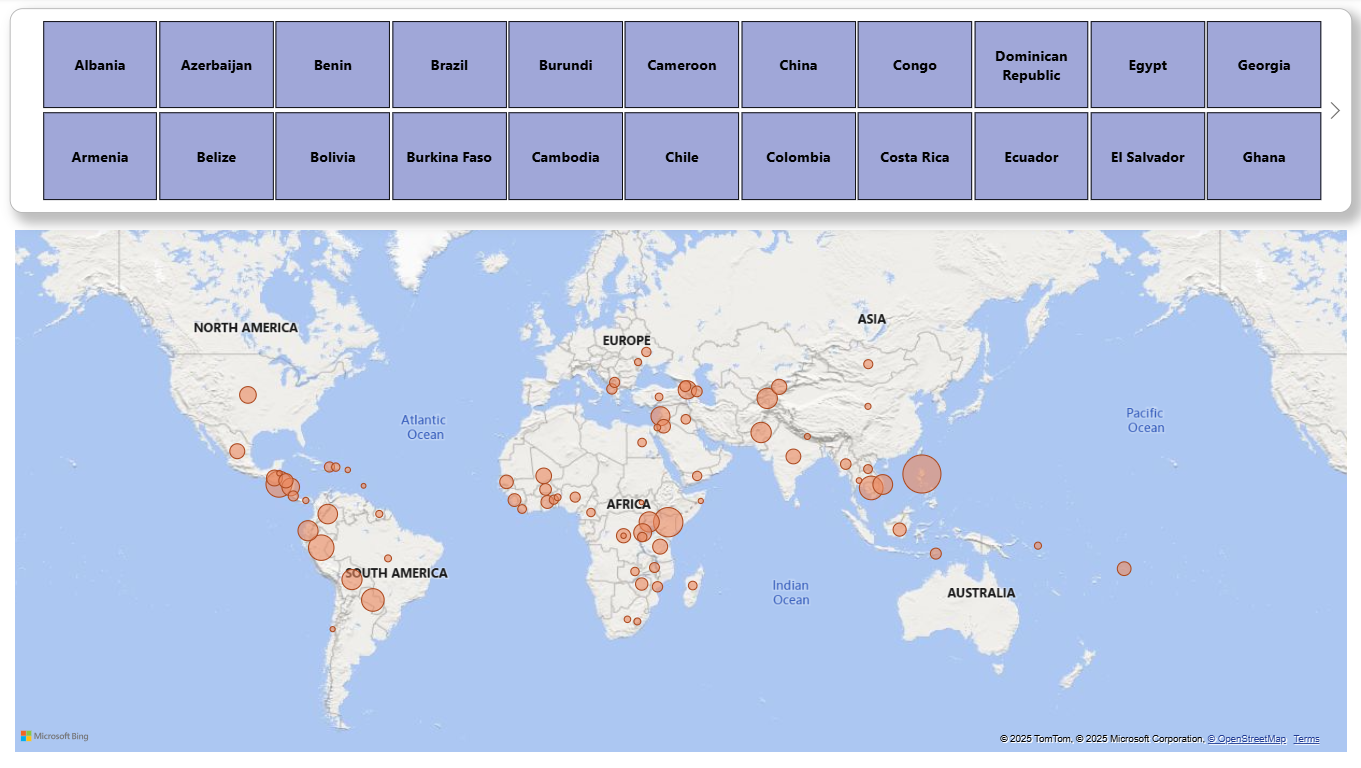 Albania
Azerbaijan
Benin
Brazil
Burundi
Cameroon
China
Congo
Dominican
Republic
Egypt
Georgia
Armenia
Belize
Bolivia
Burkina Faso
Cambodia
Chile
Colombia
Costa Rica
Ecuador
El Salvador
Ghana
NORTH AMERICA
ASIA
EUROPE
Atlantic
Ocean
Pacific
Ocean
AFRICA
SOUTH AMERICA
Indian
Ocean
AUSTRALIA
Microsoft Bing
© 2025 TomTom, © 2025 Microsoft Corporation, © OpenStreetMap Terms